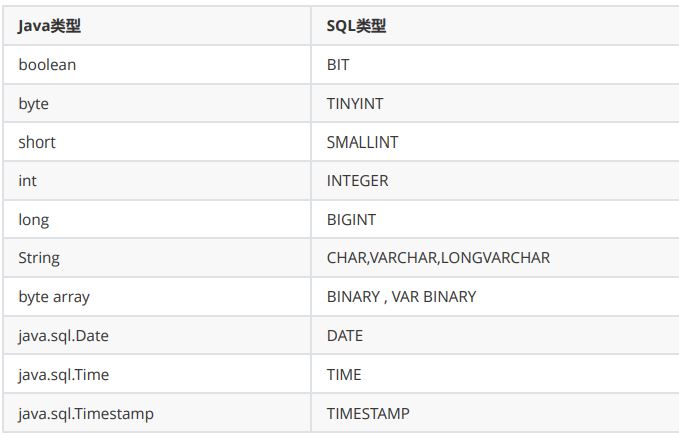 Java类型 SQL类型
boolean BIT
byte TINYINT
short SMALLINT
int INTEGER
long BIGINT
String CHAR,VARCHAR,LONGVARCHAR
byte array BINARY , VAR BINARY
java.sql.Date DATE
java.sql.Time TIME
java.sql.Timestamp TIMESTAMP